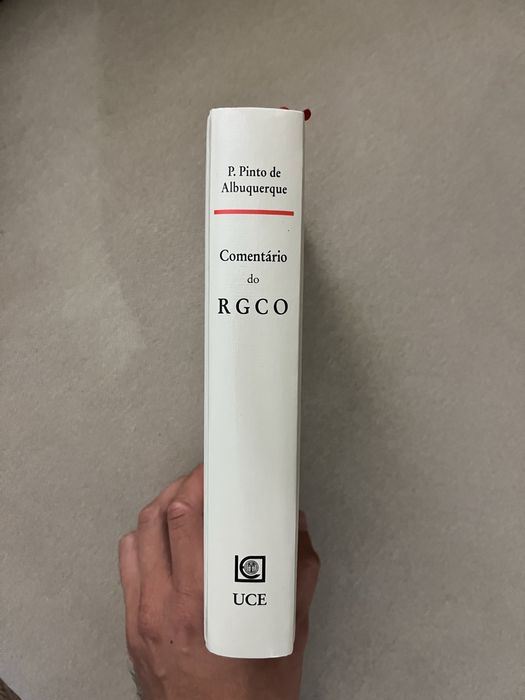 P. Pinto de
Albuquerque
Comentário
do
RGCO
UCE